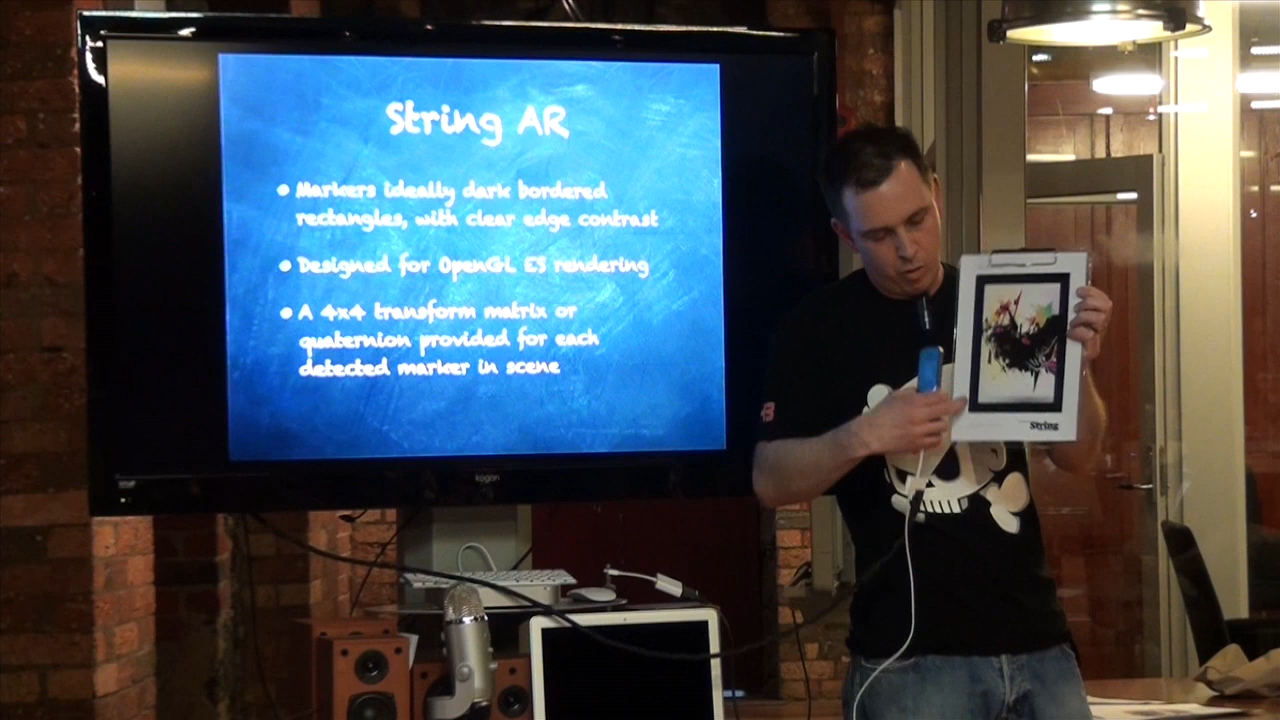 String AR
• Markers ideally dark bordered
rectangles, with clear edge contrast
• Designed for OpenGL ES rendering
• A 4x4 transform matrix or
quaternion provided for each
detected marker in scene
kogan
String